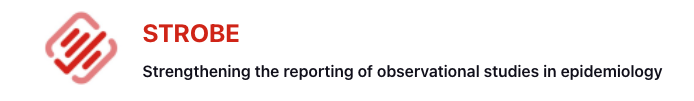 STROBE
Strengthening the reporting of observational studies in epidemiology